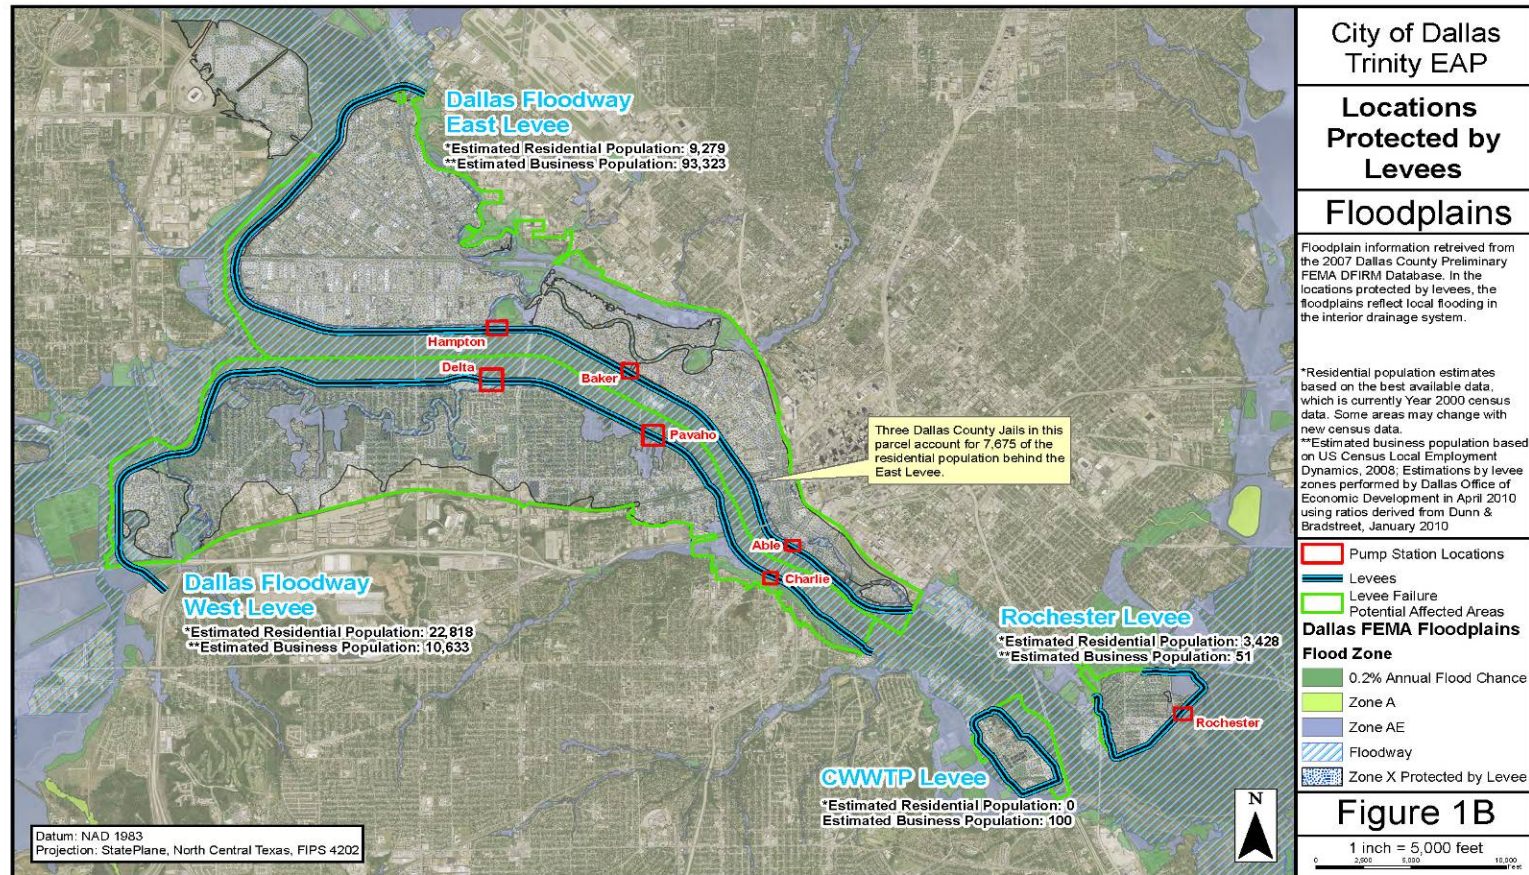 Dallas Floodway
East Levee
*Estimated Residential Population: 9,279
**Estimated Business Population: 93,323
Hampton
Delta
Baker
Pavaho
Three Dallas County Jails in this
parcel account for 7,675 of the
residential population behind the
East Levee.
Able
Charlie
Dallas Floodway
West Levee
*Estimated Residential Population: 22,818
**Estimated Business Population: 10,633
Rochester Levee
*Estimated Residential Population: 3,428
**Estimated Business Population: 51
Rochester
CWWTP Levee
*Estimated Residential Population: 0
Estimated Business Population: 100
N
Datum: NAD 1983
Projection: StatePlane, North Central Texas, FIPS 4202
City of Dallas
Trinity EAP
Locations
Protected by
Levees
Floodplains
Floodplain information retreived from
the 2007 Dallas County Preliminary
FEMA DFIRM Database. In the
locations protected by levees, the
floodplains reflect local flooding in
the interior drainage system.
*Residential population estimates
based on the best available data,
which is currently Year 2000 census
data. Some areas may change with
new census data.
**Estimated business population based
on US Census Local Employment
Dynamics, 2008; Estimations by levee
zones performed by Dallas Office of
Economic Development in April 2010
using ratios derived from Dunn &
Bradstreet, January 2010
Pump Station Locations
Levees
Levee Failure
Potential Affected Areas
Dallas FEMA Floodplains
Flood Zone
0.2% Annual Flood Chance
Zone A
Zone AE
Floodway
Zone X Protected by Levee
Figure 1B
1 inch = 5,000 feet
0 2,500 5,000 10,000
Feet